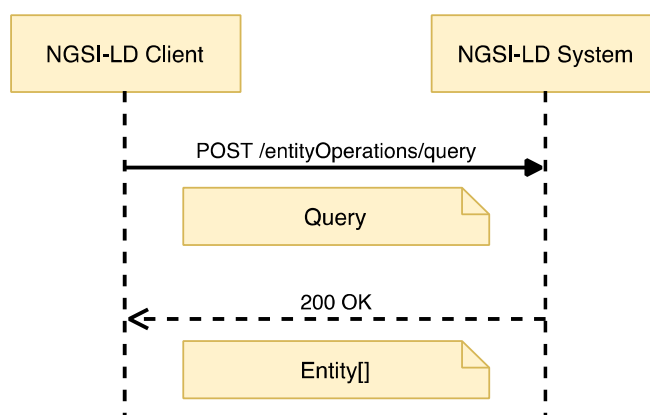 NGSI-LD Client
NGSI-LD System
POST /entityOperations/query
Query
200 OK
Entity[]